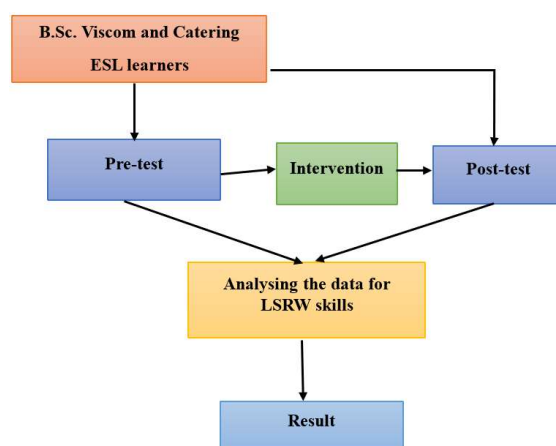 B.Sc. Viscom and Catering
ESL learners
Pre-test
Intervention
Post-test
Analysing the data for
LSRW skills
Result